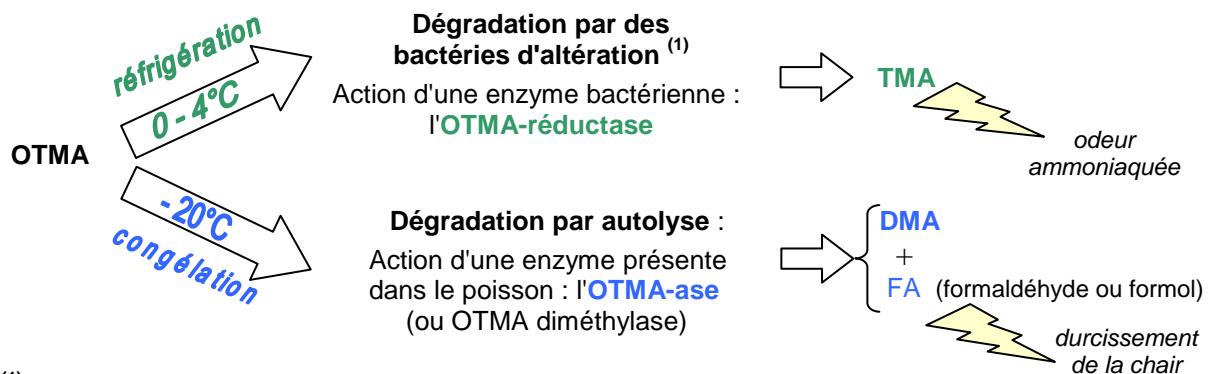 réfrigération
0 - 4°C
Dégradation par des
bactéries d'altération (1)
Action d'une enzyme bactérienne :
l'OTMA-réductase
TMA
odeur
ammoniaquée
OTMA
- 20°C
congélation
Dégradation par autolyse :
Action d'une enzyme présente
dans le poisson : l'OTMA-ase
(ou OTMA diméthylase)
DMA
+
FA (formaldéhyde ou formol)
durcissement
de la chair